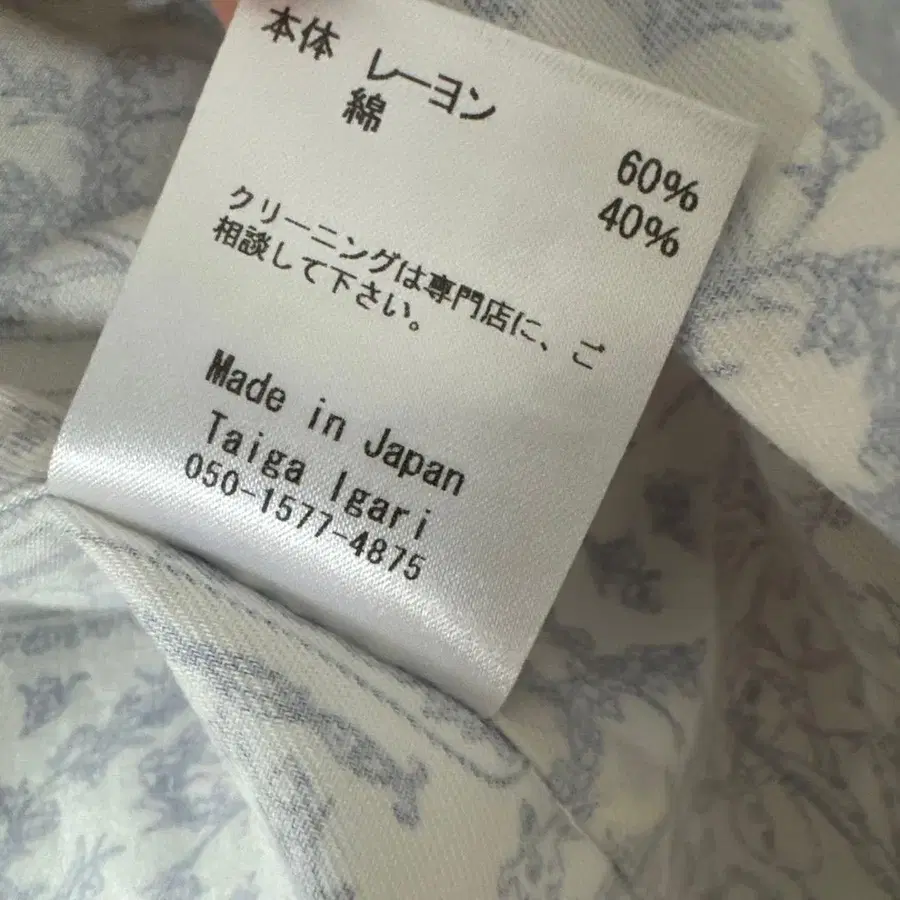 本体 レーヨン 60%
綿 40%
クリーニングは専門店に、ご
相談して下さい。
Made in Japan
Taiga Igari
050-1577-4875